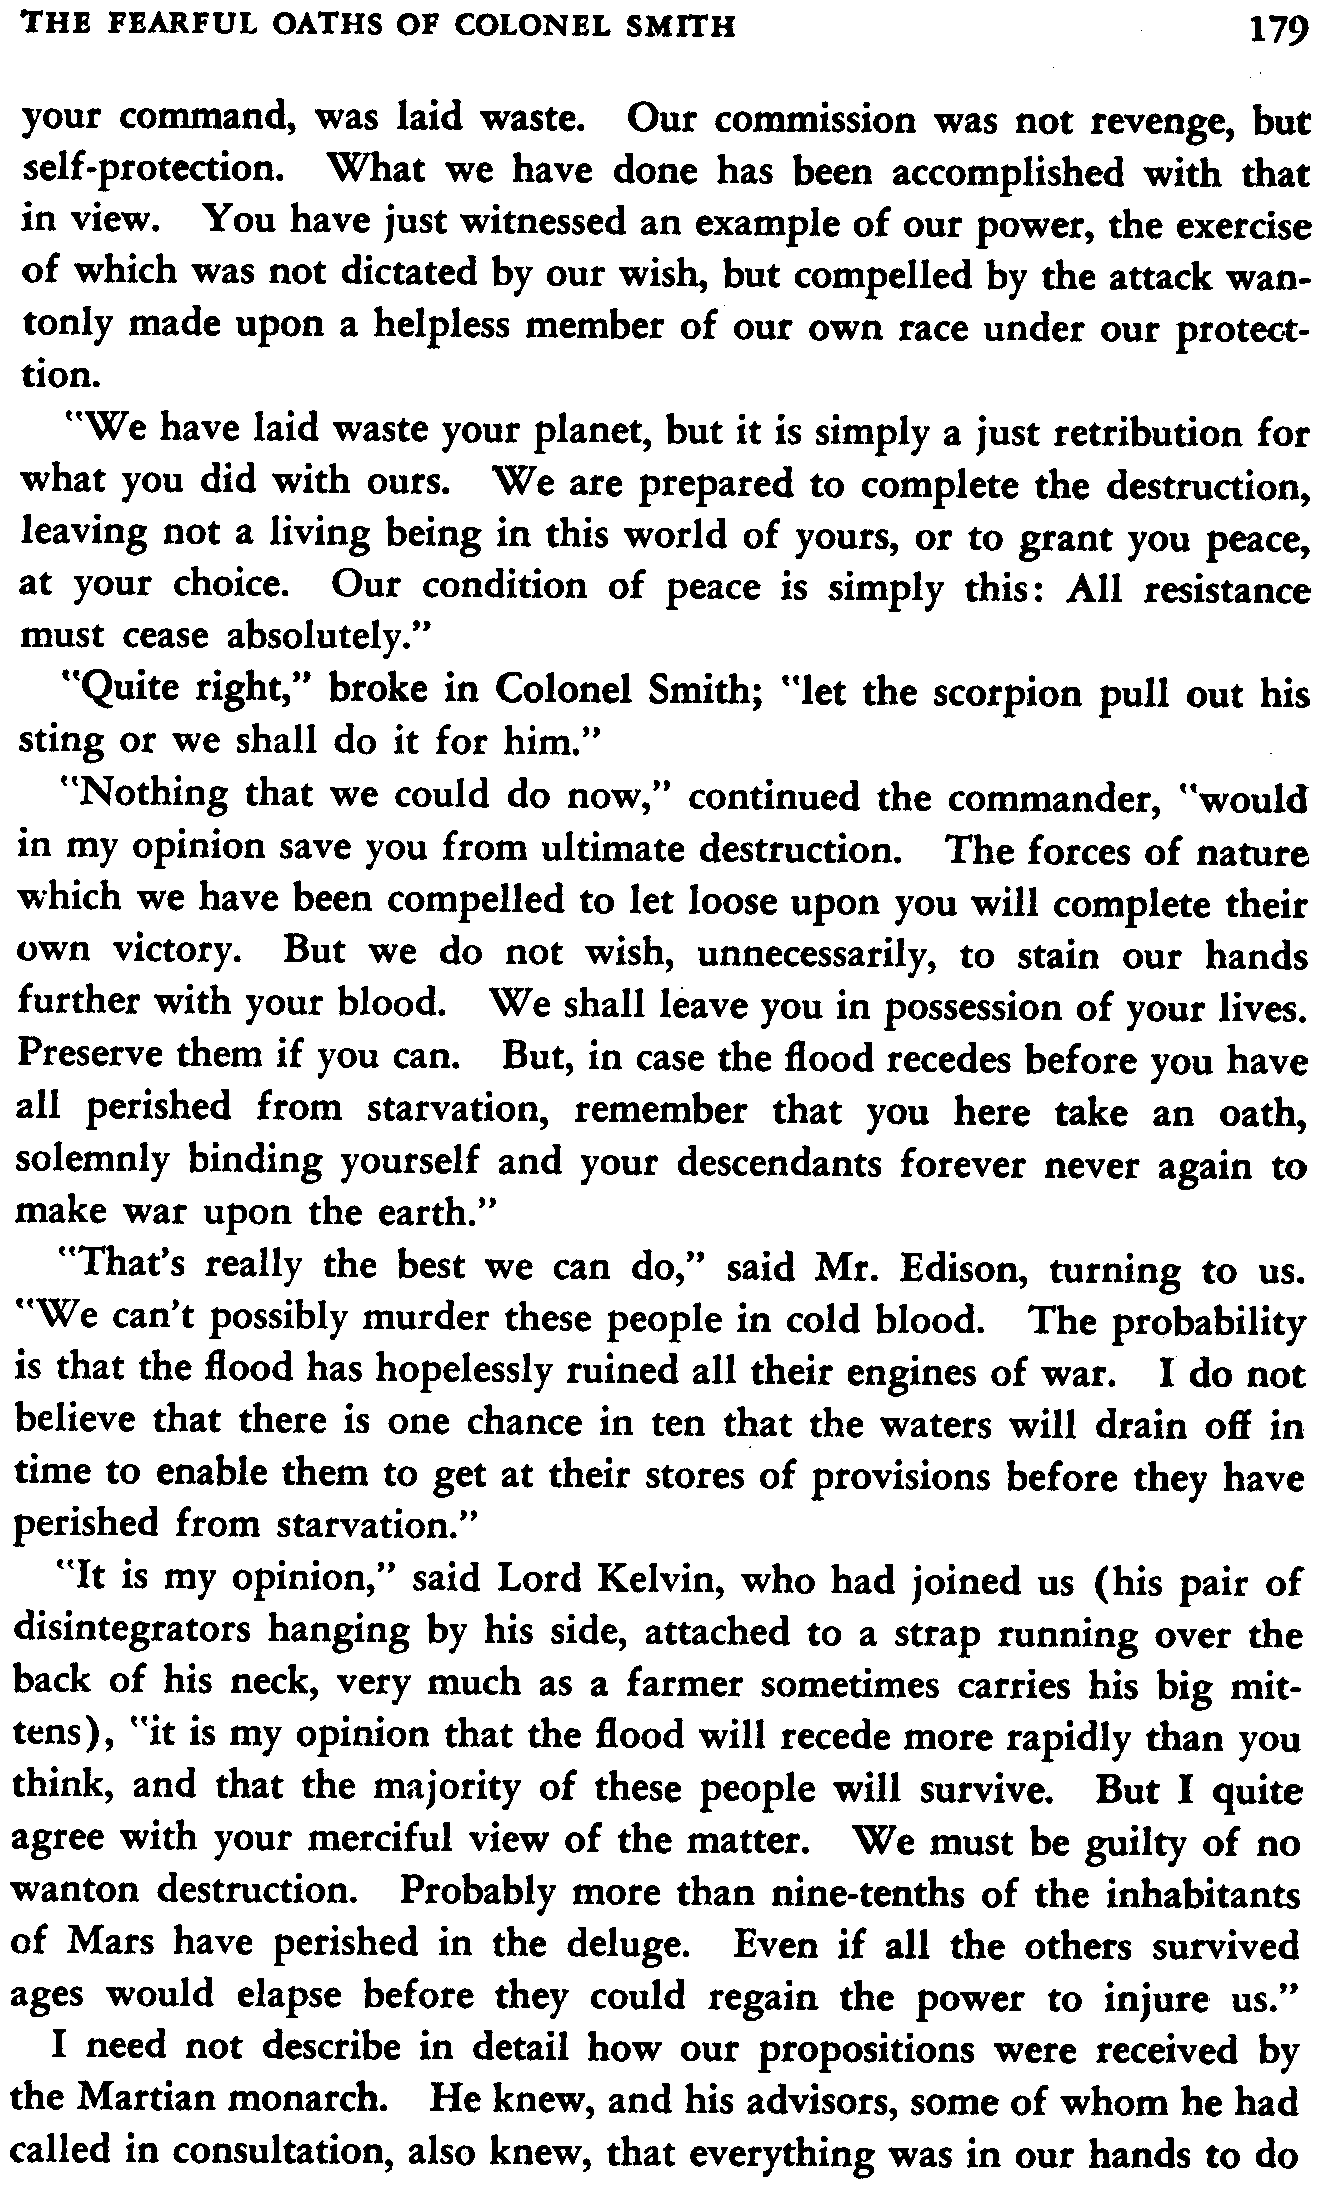 THE FEARFUL OATHS OF COLONEL SMITH 179
your command, was laid waste. Our commission was not revenge, but
self-protection. What we have done has been accomplished with that
in view. You have just witnessed an example of our power, the exercise
of which was not dictated by our wish, but compelled by the attack wan-
tonly made upon a helpless member of our own race under our protect-
tion.
"We have laid waste your planet, but it is simply a just retribution for
what you did with ours. We are prepared to complete the destruction,
leaving not a living being in this world of yours, or to grant you peace,
at your choice. Our condition of peace is simply this: All resistance
must cease absolutely."
"Quite right," broke in Colonel Smith; "let the scorpion pull out his
sting or we shall do it for him."
"Nothing that we could do now," continued the commander, "would
in my opinion save you from ultimate destruction. The forces of nature
which we have been compelled to let loose upon you will complete their
own victory. But we do not wish, unnecessarily, to stain our hands
further with your blood. We shall leave you in possession of your lives.
Preserve them if you can. But, in case the flood recedes before you have
all perished from starvation, remember that you here take an oath,
solemnly binding yourself and your descendants forever never again to
make war upon the earth."
"That's really the best we can do," said Mr. Edison, turning to us.
"We can't possibly murder these people in cold blood. The probability
is that the flood has hopelessly ruined all their engines of war. I do not
believe that there is one chance in ten that the waters will drain off in
time to enable them to get at their stores of provisions before they have
perished from starvation."
"It is my opinion," said Lord Kelvin, who had joined us (his pair of
disintegrators hanging by his side, attached to a strap running over the
back of his neck, very much as a farmer sometimes carries his big mit-
tens), "it is my opinion that the flood will recede more rapidly than you
think, and that the majority of these people will survive. But I quite
agree with your merciful view of the matter. We must be guilty of no
wanton destruction. Probably more than nine-tenths of the inhabitants
of Mars have perished in the deluge. Even if all the others survived
ages would elapse before they could regain the power to injure us."
I need not describe in detail how our propositions were received by
the Martian monarch. He knew, and his advisors, some of whom he had
called in consultation, also knew, that everything was in our hands to do